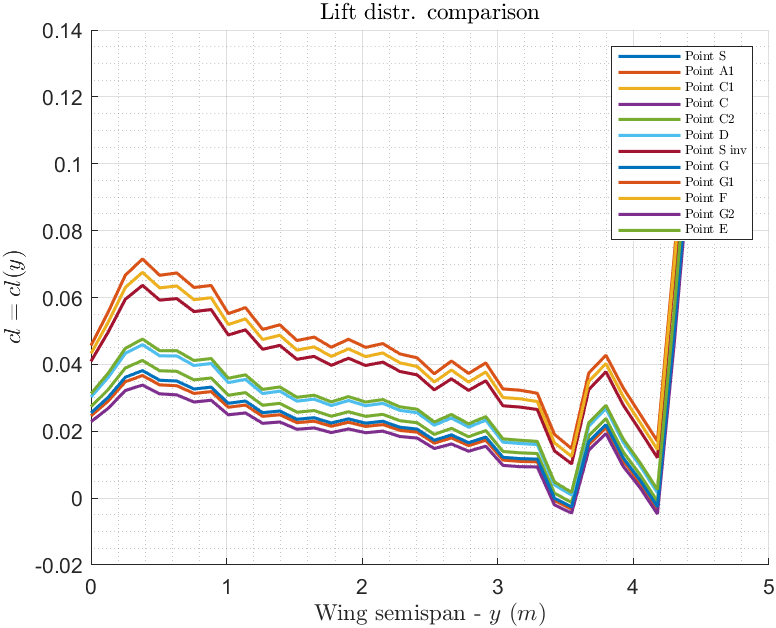 Lift distr. comparison
0.14
0.12
0.1
0.08
0.06
0.04
0.02
0
-0.02
cl = cl(y)
Point S
Point A1
Point C1
Point C
Point C2
Point D
Point S inv
Point G
Point G1
Point F
Point G2
Point E
0 1 2 3 4 5
Wing semispan - y (m)